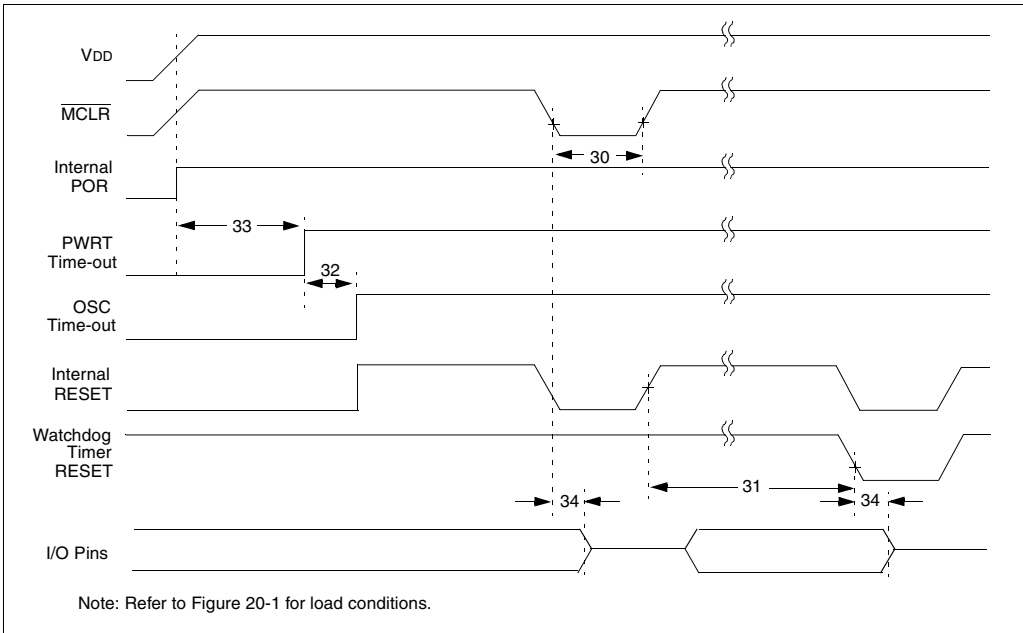 VDD
MCLR
30
Internal
POR
33
PWRT
Time-out
32
OSC
Time-out
Internal
RESET
Watchdog
Timer
RESET
31
34
34
I/O Pins
Note: Refer to Figure 20-1 for load conditions.